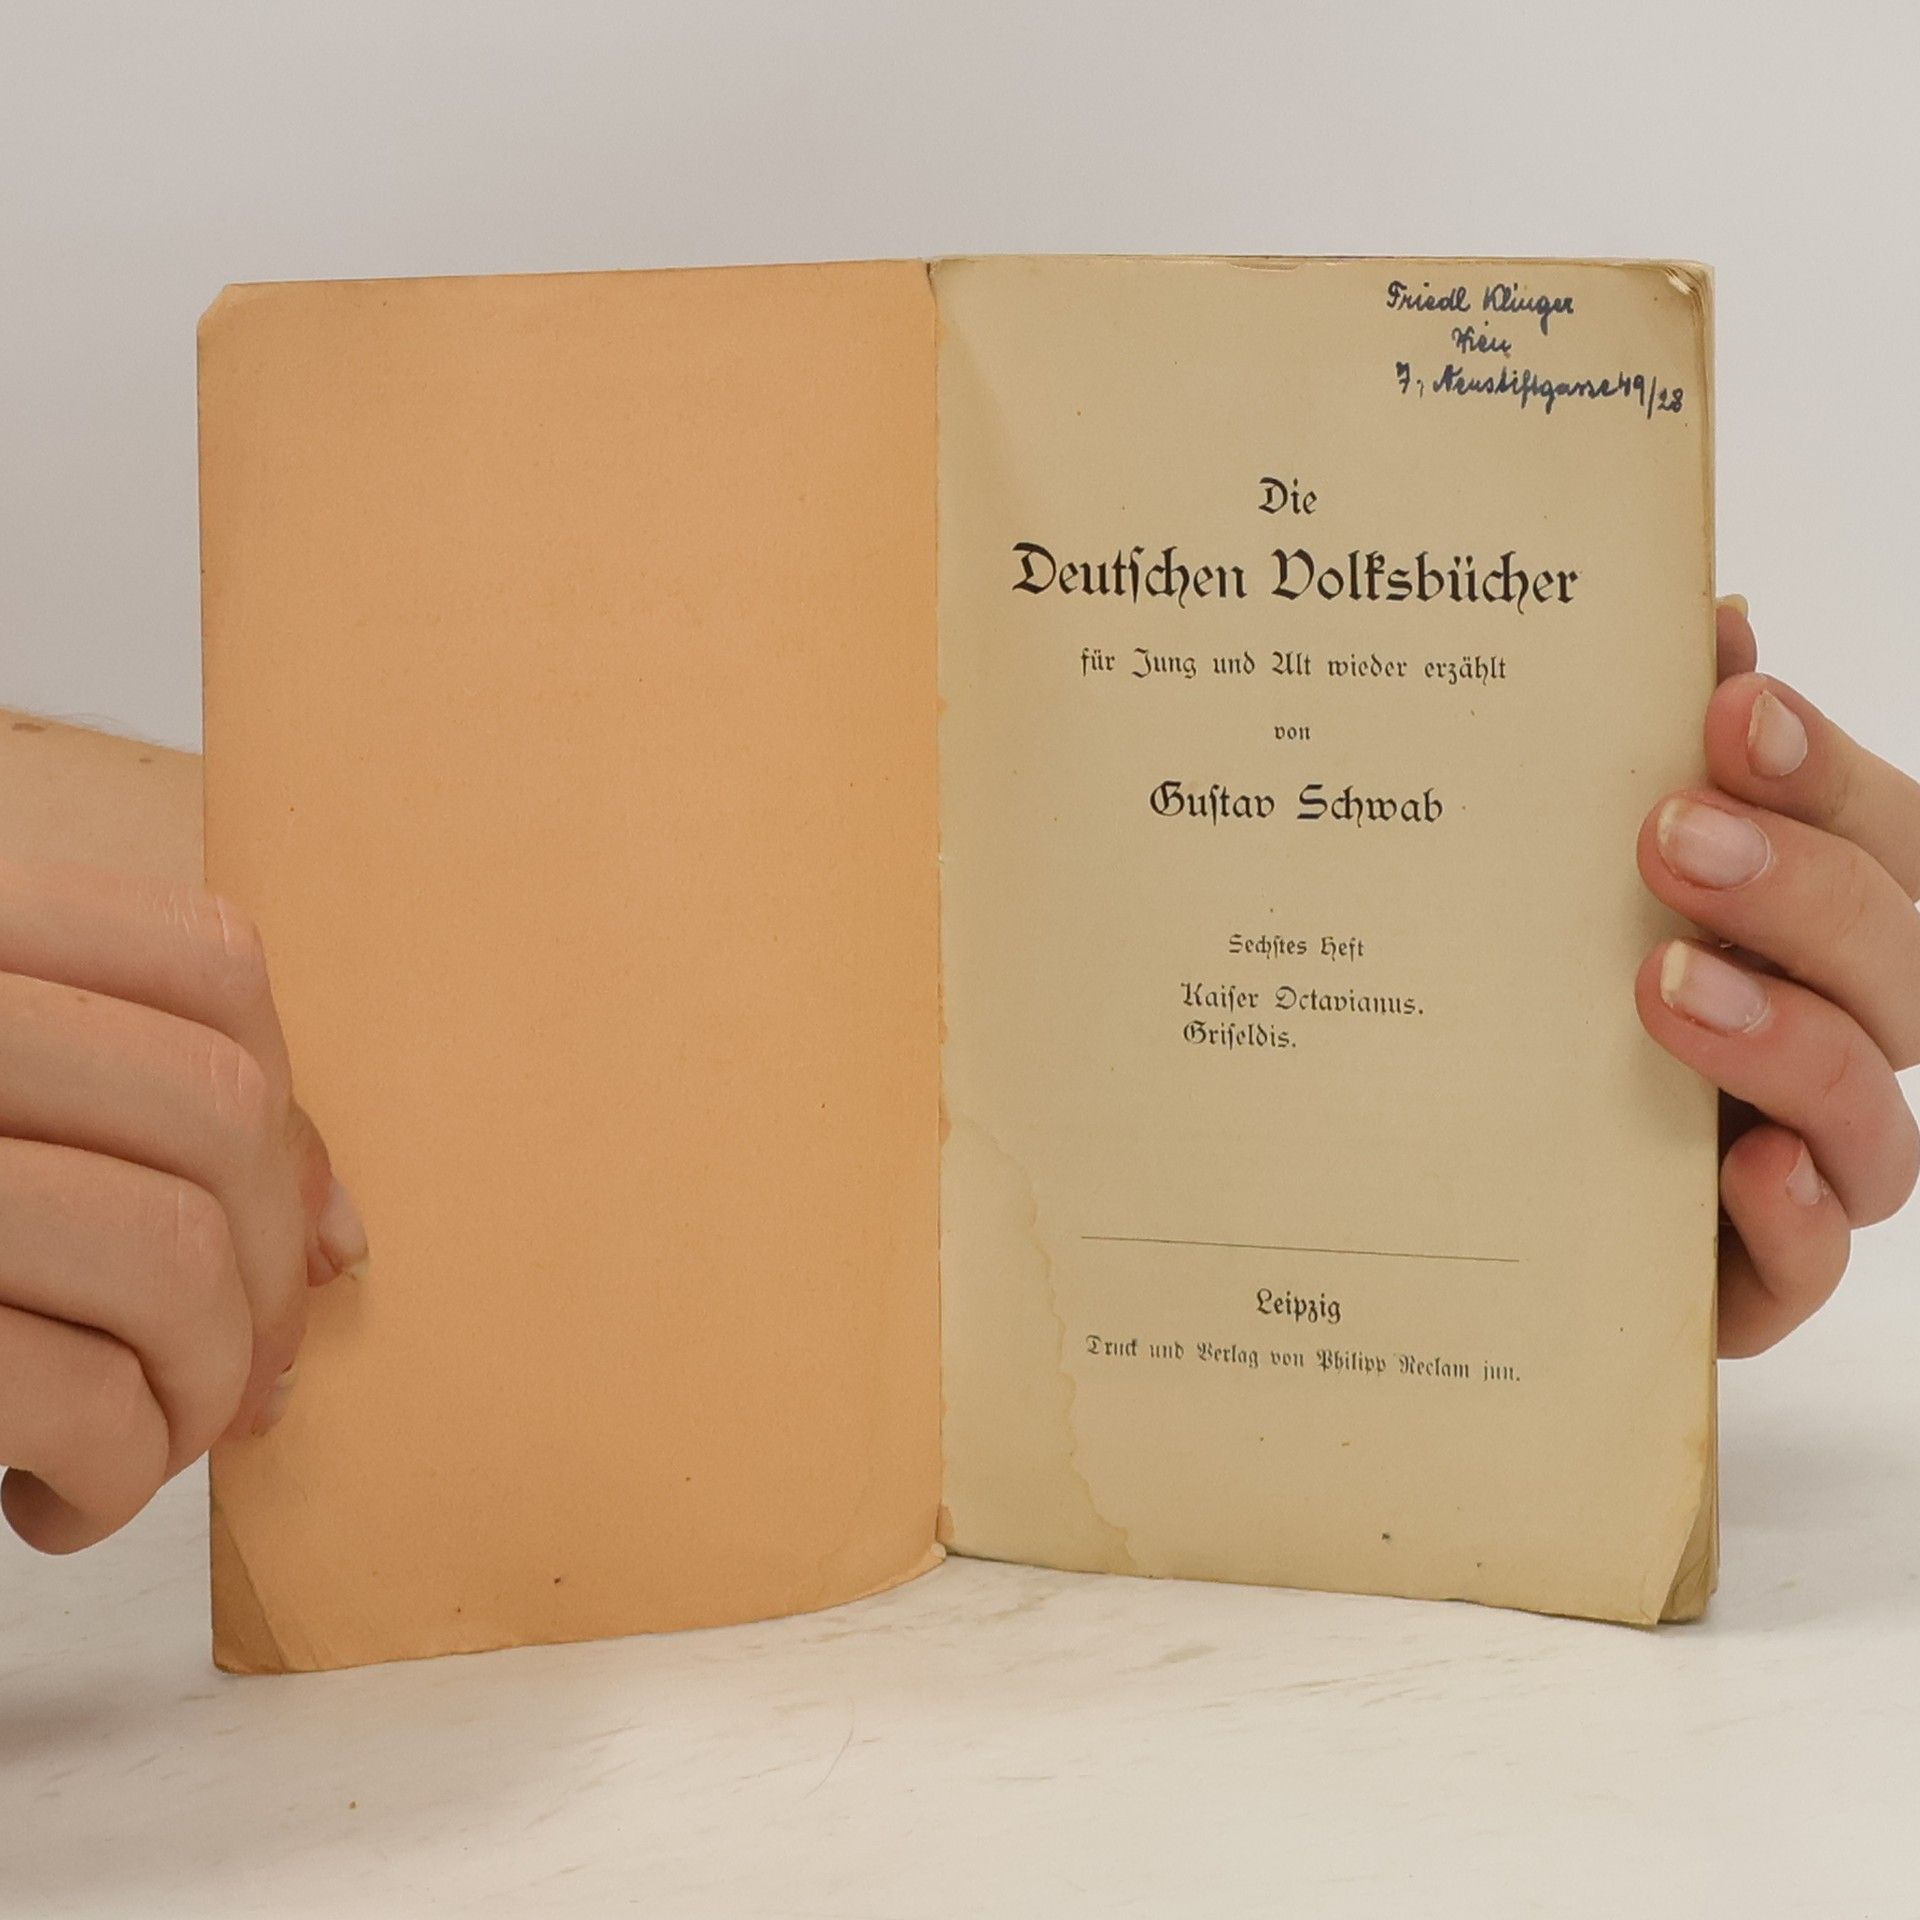 Friedl Klinger
Wien
7, Neustiftgasse 49/28
Die
Deutſchen Volksbücher
für Jung und Alt wieder erzählt
von
Guſtav Schwab
Sechſtes Heft
Kaiſer Octavianus.
Griſeldis.
Leipzig
Druck und Verlag von Philipp Reclam jun.